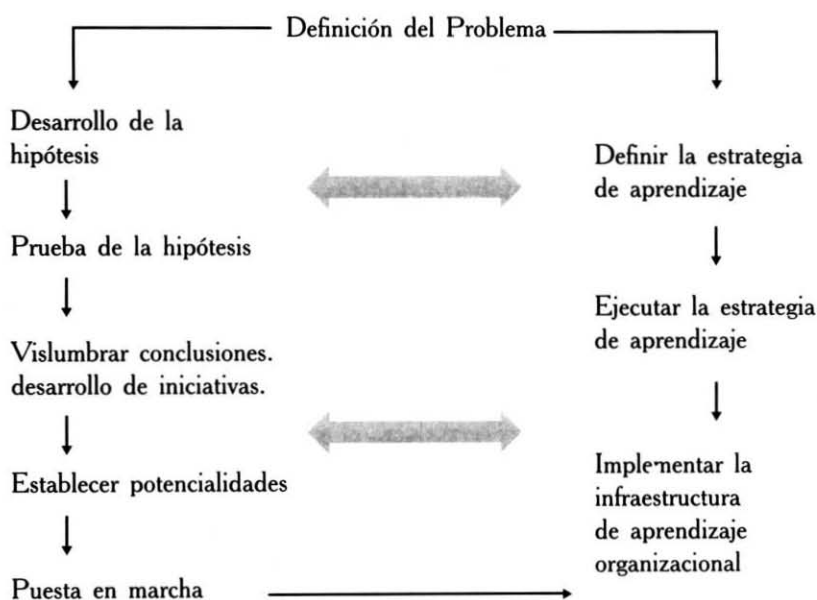 Definición del Problema
Desarrollo de la
hipótesis
Prueba de la hipótesis
Vislumbrar conclusiones.
desarrollo de iniciativas.
Establecer potencialidades
Puesta en marcha
Definir la estrategia
de aprendizaje
Ejecutar la estrategia
de aprendizaje
Implementar la
infraestructura
de aprendizaje
organizacional